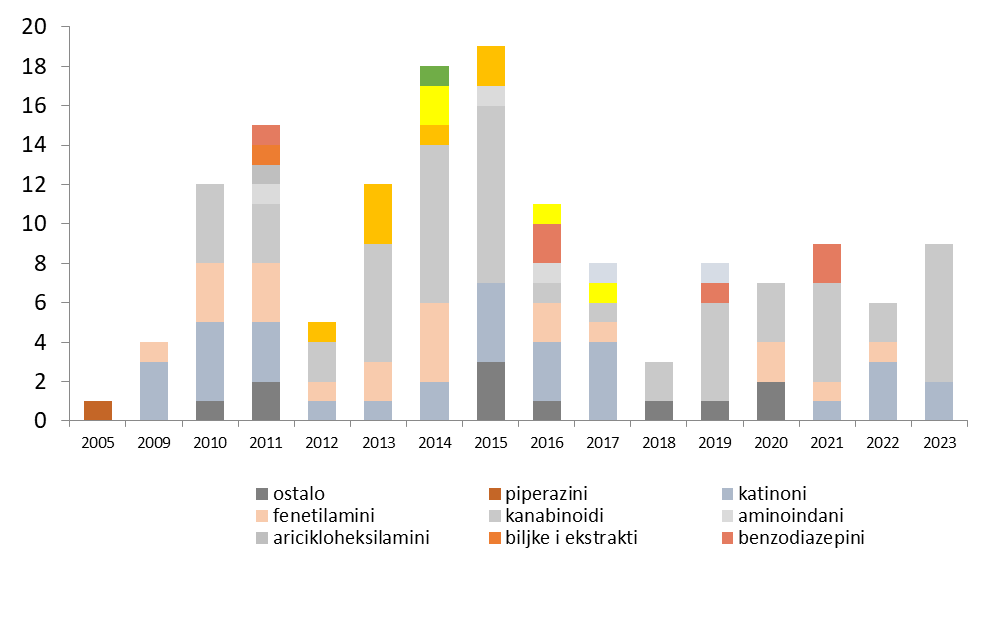 20
18
16
14
12
10
8
6
4
2
0
2005 2009 2010 2011 2012 2013 2014 2015 2016 2017 2018 2019 2020 2021 2022 2023
ostalo piperazini katinoni
fenetilamini kanabinoidi aminoindani
aricikloheksilamini biljke i ekstrakti benzodiazepini